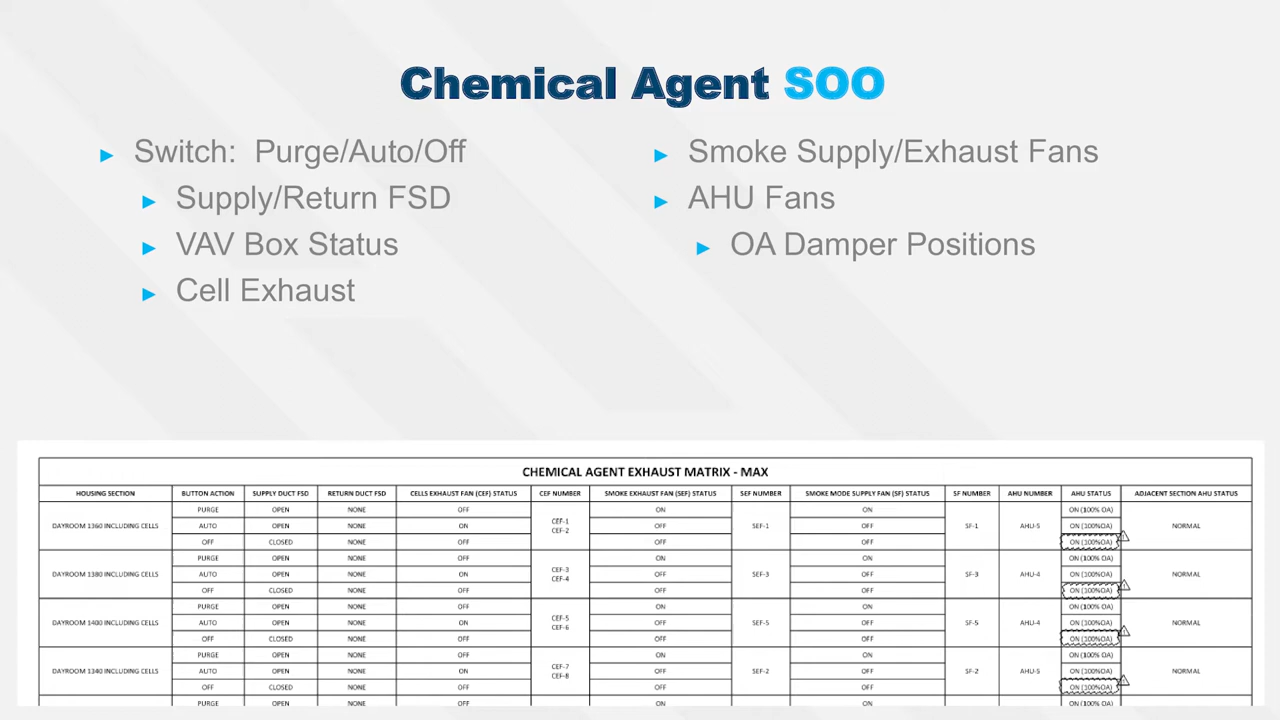 Chemical Agent SOO
Switch: Purge/Auto/Off
Supply/Return FSD
VAV Box Status
Cell Exhaust
Smoke Supply/Exhaust Fans
AHU Fans
OA Damper Positions
CHEMICAL AGENT EXHAUST MATRIX - MAX
HOUSING SECTION BUTTON ACTION SUPPLY DUCT FSD RETURN DUCT FSD CELLS EXHAUST FAN (CEF) STATUS CEF NUMBER SMOKE EXHAUST FAN (SEF) STATUS SEF NUMBER SMOKE MODE SUPPLY FAN (SF) STATUS SF NUMBER AHU NUMBER AHU STATUS ADJACENT SECTION AHU STATUS
PURGE OPEN NONE OFF ON ON ON (100% OA)
DAYROOM 1360 INCLUDING CELLS AUTO OPEN NONE ON CEF-1 CEF-2 OFF SEF-1 OFF SF-1 AHU-5 ON (100%OA) NORMAL
OFF CLOSED NONE OFF OFF OFF ON (100%OA)
PURGE OPEN NONE OFF ON ON ON (100% OA)
DAYROOM 1380 INCLUDING CELLS AUTO OPEN NONE ON CEF-3 CEF-4 OFF SEF-3 OFF SF-3 AHU-4 ON (100%OA) NORMAL
OFF CLOSED NONE OFF OFF OFF ON (100%OA)
PURGE OPEN NONE OFF ON ON ON (100% OA)
DAYROOM 1400 INCLUDING CELLS AUTO OPEN NONE ON CEF-5 CEF-6 OFF SEF-5 OFF SF-5 AHU-4 ON (100%OA) NORMAL
OFF CLOSED NONE OFF OFF OFF ON (100%OA)
PURGE OPEN NONE OFF ON ON ON (100% OA)
DAYROOM 1340 INCLUDING CELLS AUTO OPEN NONE ON CEF-7 CEF-8 OFF SEF-2 OFF SF-2 AHU-5 ON (100%OA) NORMAL
OFF CLOSED NONE OFF OFF OFF ON (100%OA)
PURGE OPEN NONE OFF ON ON ON (100% OA)